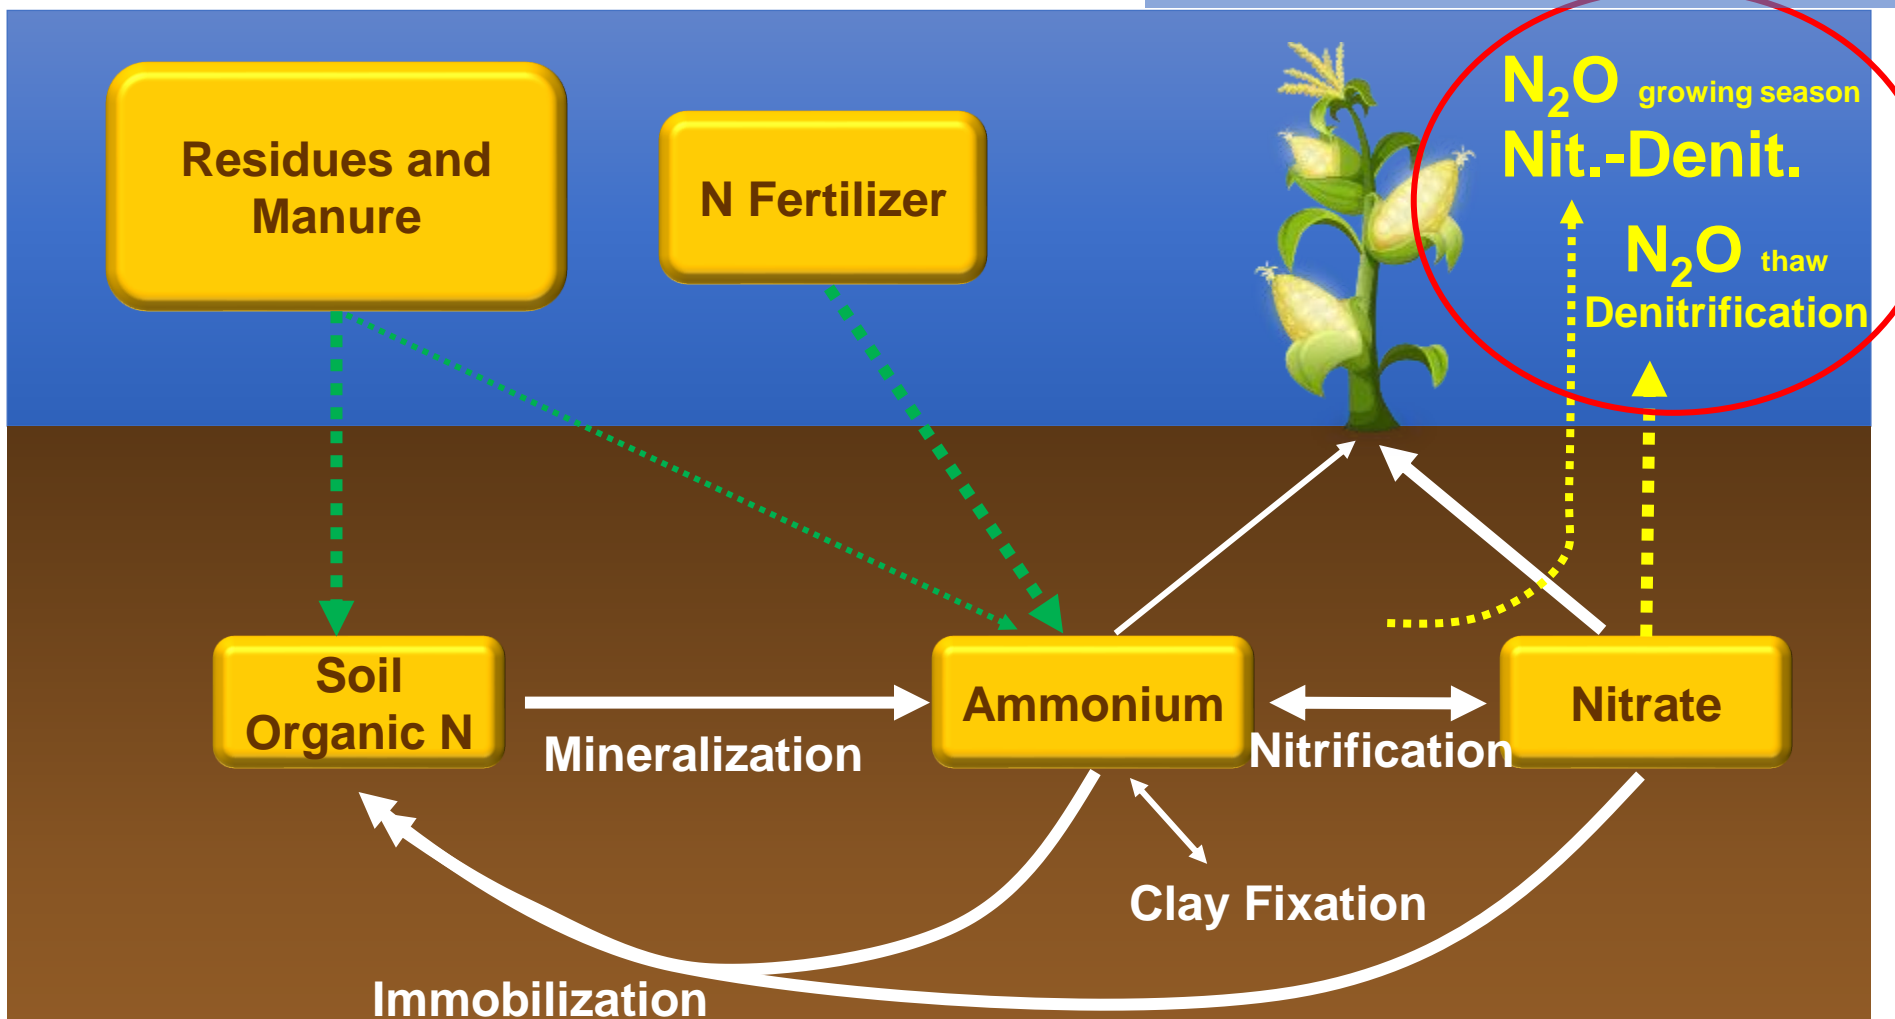 Residues and
Manure
N Fertilizer
N₂O growing season
Nit.-Denit.
N₂O thaw
Denitrification
Soil
Organic N
Mineralization
Ammonium
Nitrification
Nitrate
Clay Fixation
Immobilization